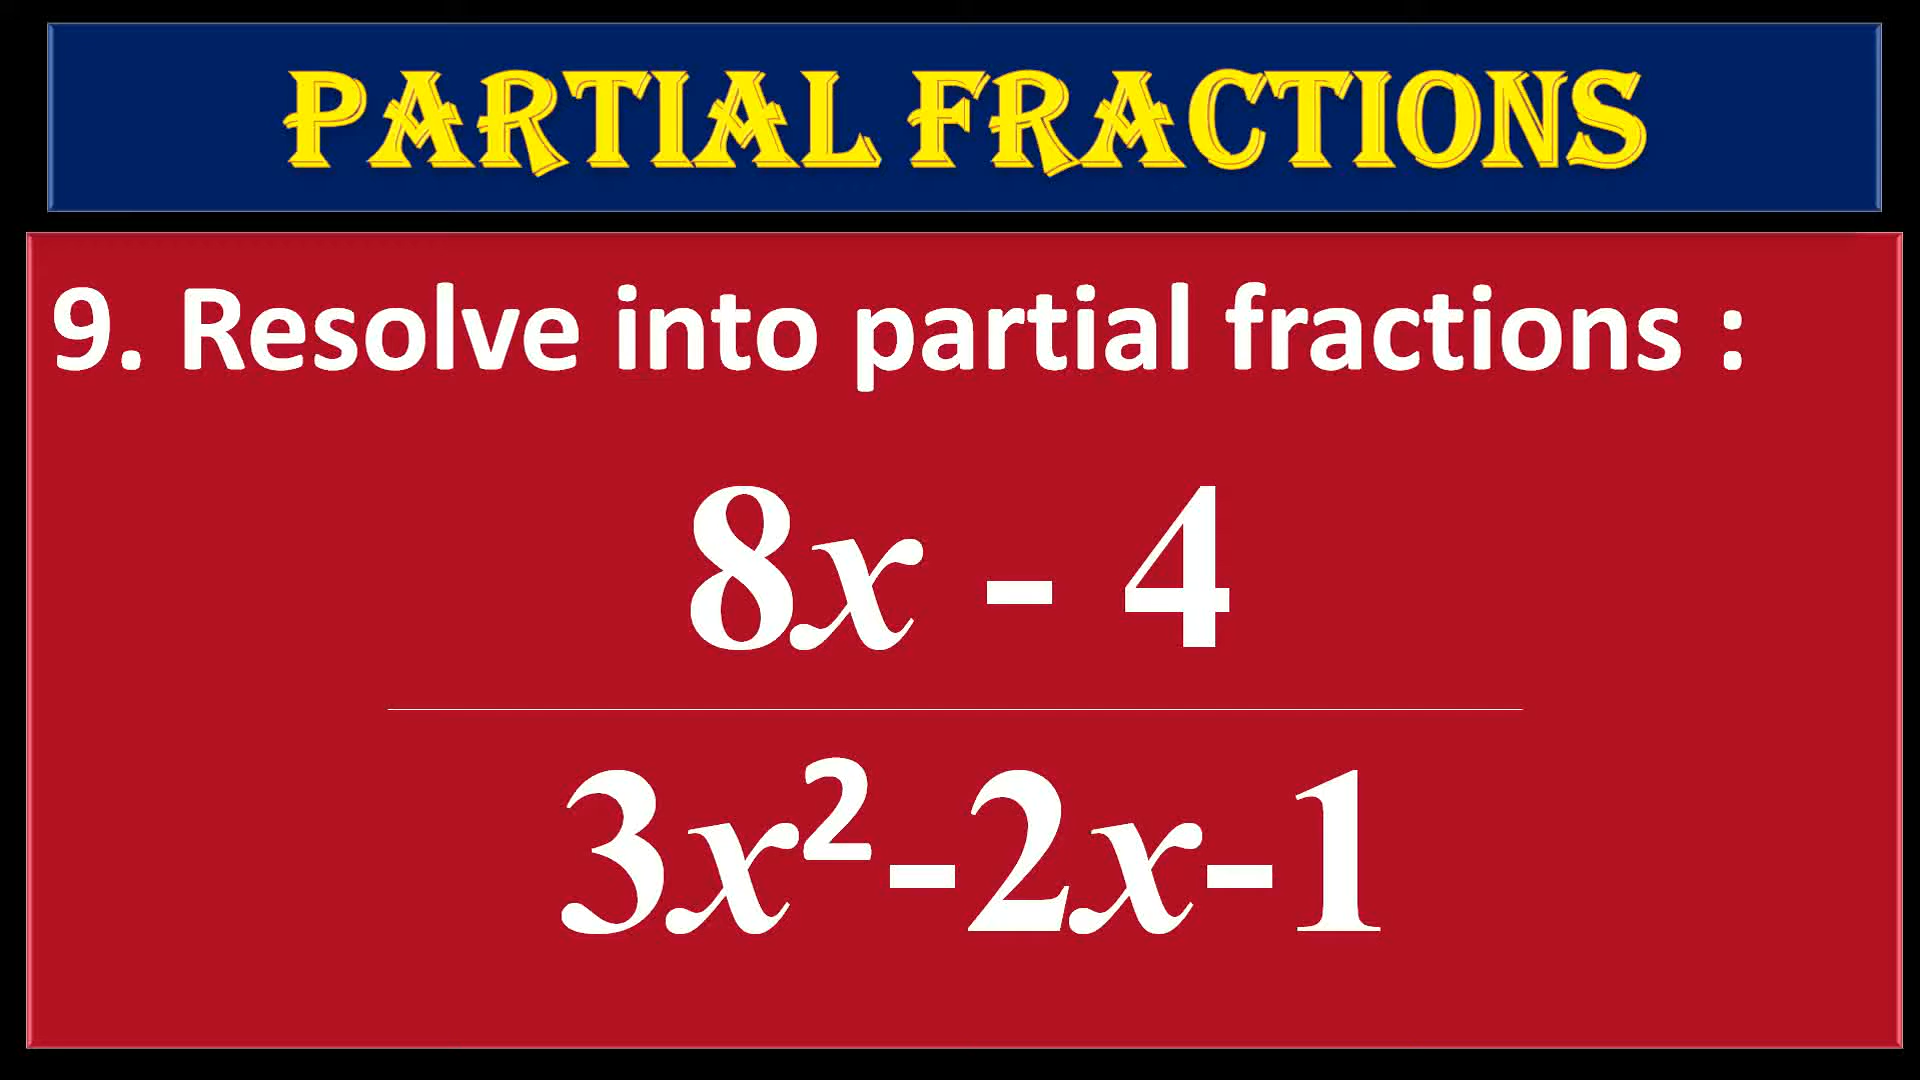 PARTIAL FRACTIONS
9. Resolve into partial fractions :
8x - 4
3x²-2x-1